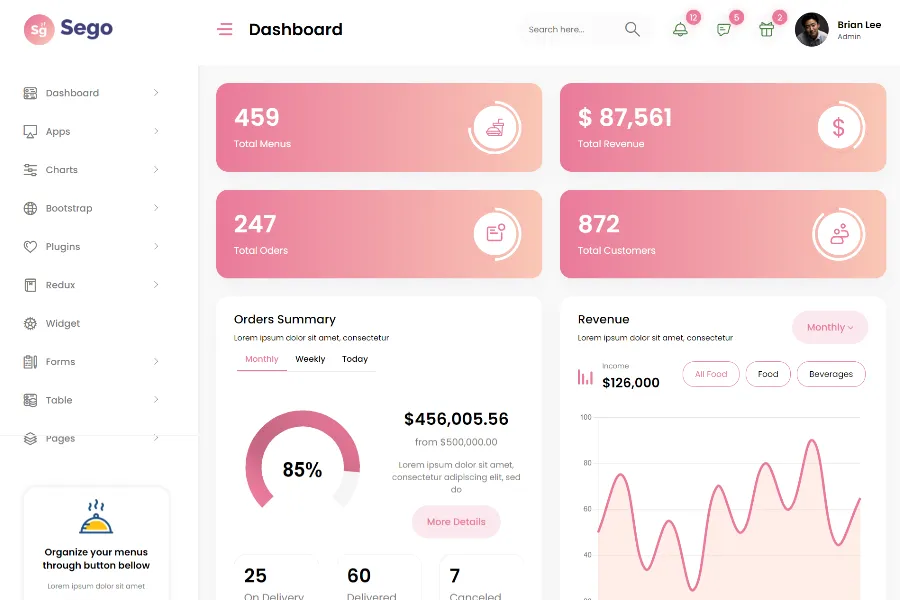 Sg
Sego
Dashboard
Search here...
12
5
2
Brian Lee
Admin
Dashboard
Apps
Charts
Bootstrap
Plugins
Redux
Widget
Forms
Table
Pages
Organize your menus
through button bellow
Lorem ipsum dolor sit amet
459
Total Menus
$ 87,561
Total Revenue
$
247
Total Oders
872
Total Customers
Orders Summary
Lorem ipsum dolor sit amet, consectetur
Monthly Weekly Today
85%
$456,005.56
from $500,000.00
Lorem ipsum dolor sit amet,
consectetur adipiscing elit, sed
do
More Details
25
On Delivery
60
Delivered
7
Canceled
Revenue
Lorem ipsum dolor sit amet, consectetur
Monthly
Income
$126,000
All Food
Food
Beverages
100
80
60
40